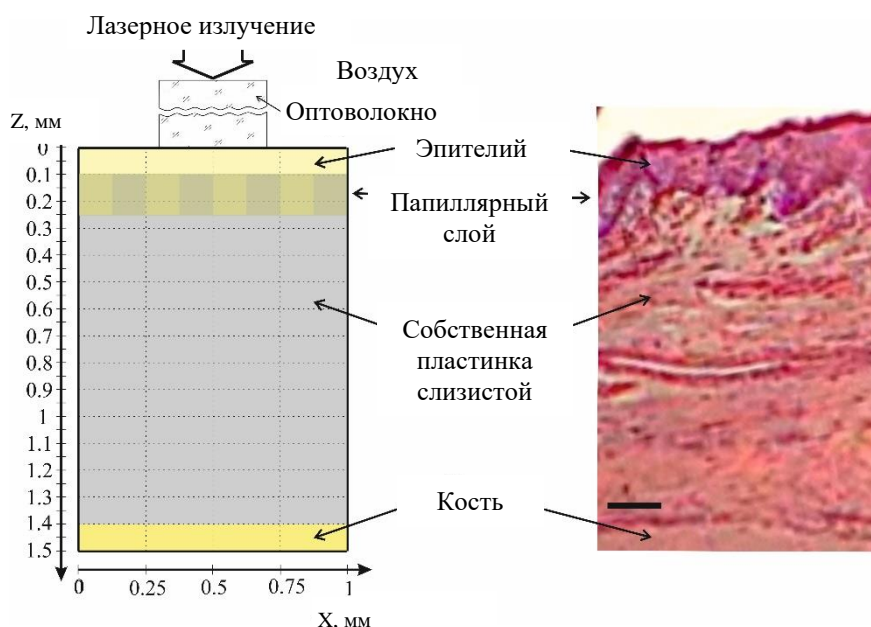 Лазерное излучение
Воздух
Оптоволокно
Z, мм
0
0.1
0.2
0.3
0.4
0.5
0.6
0.7
0.8
0.9
1
1.1
1.2
1.3
1.4
1.5
0 0.25 0.5 0.75 1
X, мм
Эпителий
Папиллярный
слой
Собственная
пластинка
слизистой
Кость